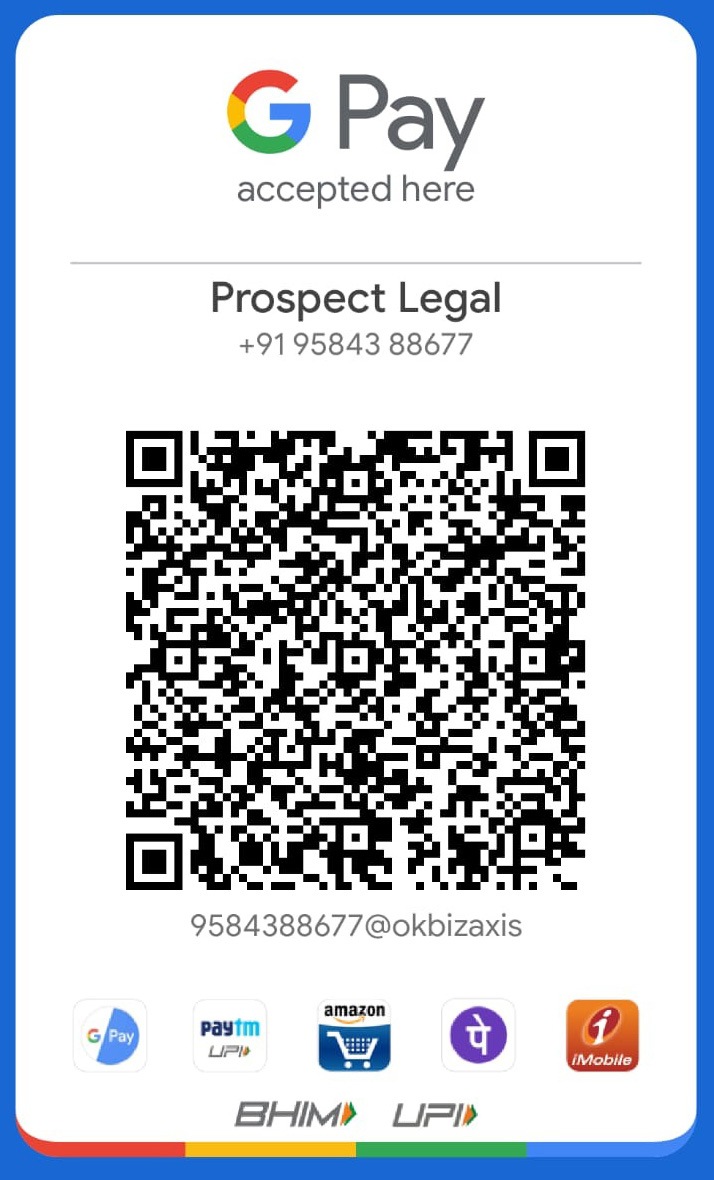 G Pay
accepted here
Prospect Legal
+91 95843 88677
9584388677@okbizaxis
G Pay
paytm
UPI
amazon
पे
i
iMobile
BHIM UPI